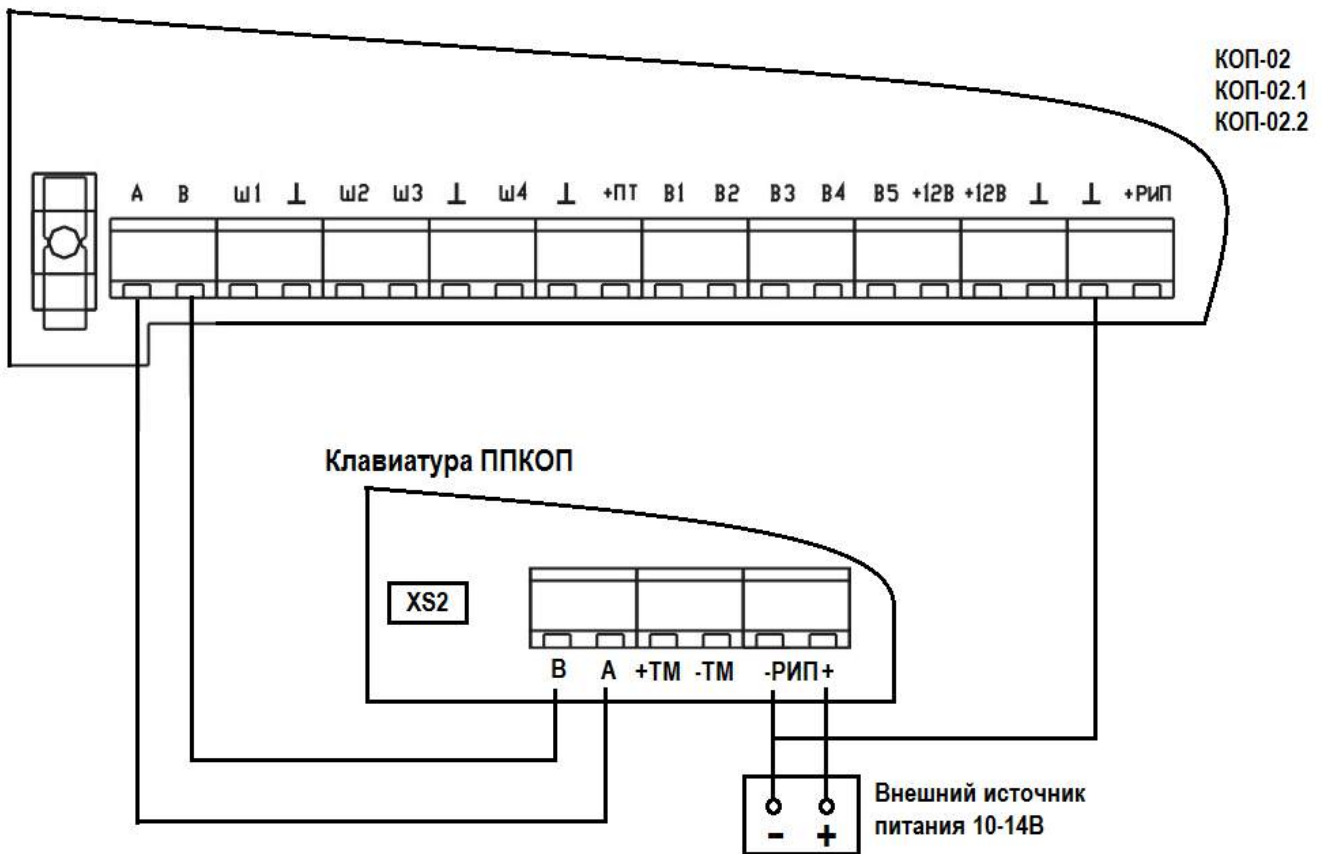 КОП-02
КОП-02.1
КОП-02.2
А В Ш1 ⊥ Ш2 Ш3 ⊥ Ш4 ⊥ +ПТ В1 В2 В3 В4 В5 +12В +12В ⊥ ⊥ +РИП
Клавиатура ППКОП
XS2
В А +ТМ -ТМ -РИП+
- +
Внешний источник
питания 10-14В